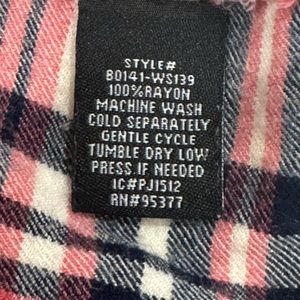 STYLE#
B0141-WS139
100%RAYON
MACHINE WASH
COLD SEPARATELY
GENTLE CYCLE
TUMBLE DRY LOW
PRESS IF NEEDED
IC#PJ1512
RN#95377